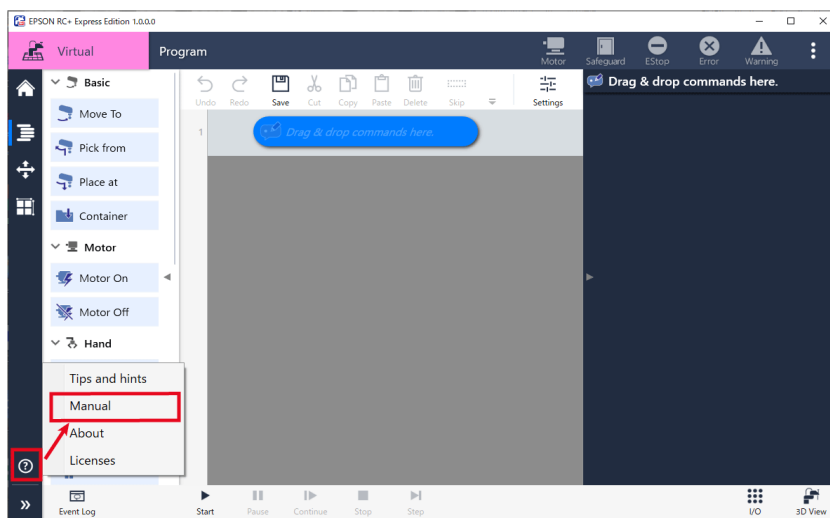 EPSON RC+ Express Edition 1.0.0.0
Virtual
Program
Motor
Safeguard
EStop
Error
Warning
Basic
Move To
Pick from
Place at
Container
Motor
Motor On
Motor Off
Hand
Undo
Redo
Save
Cut
Copy
Paste
Delete
Skip
Settings
1
Drag & drop commands here.
Drag & drop commands here.
Tips and hints
Manual
About
Licenses
Event Log
Start
Pause
Continue
Stop
Step
I/O
3D View